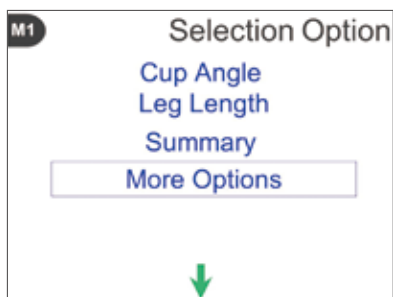 M1
Selection Option
Cup Angle
Leg Length
Summary
More Options